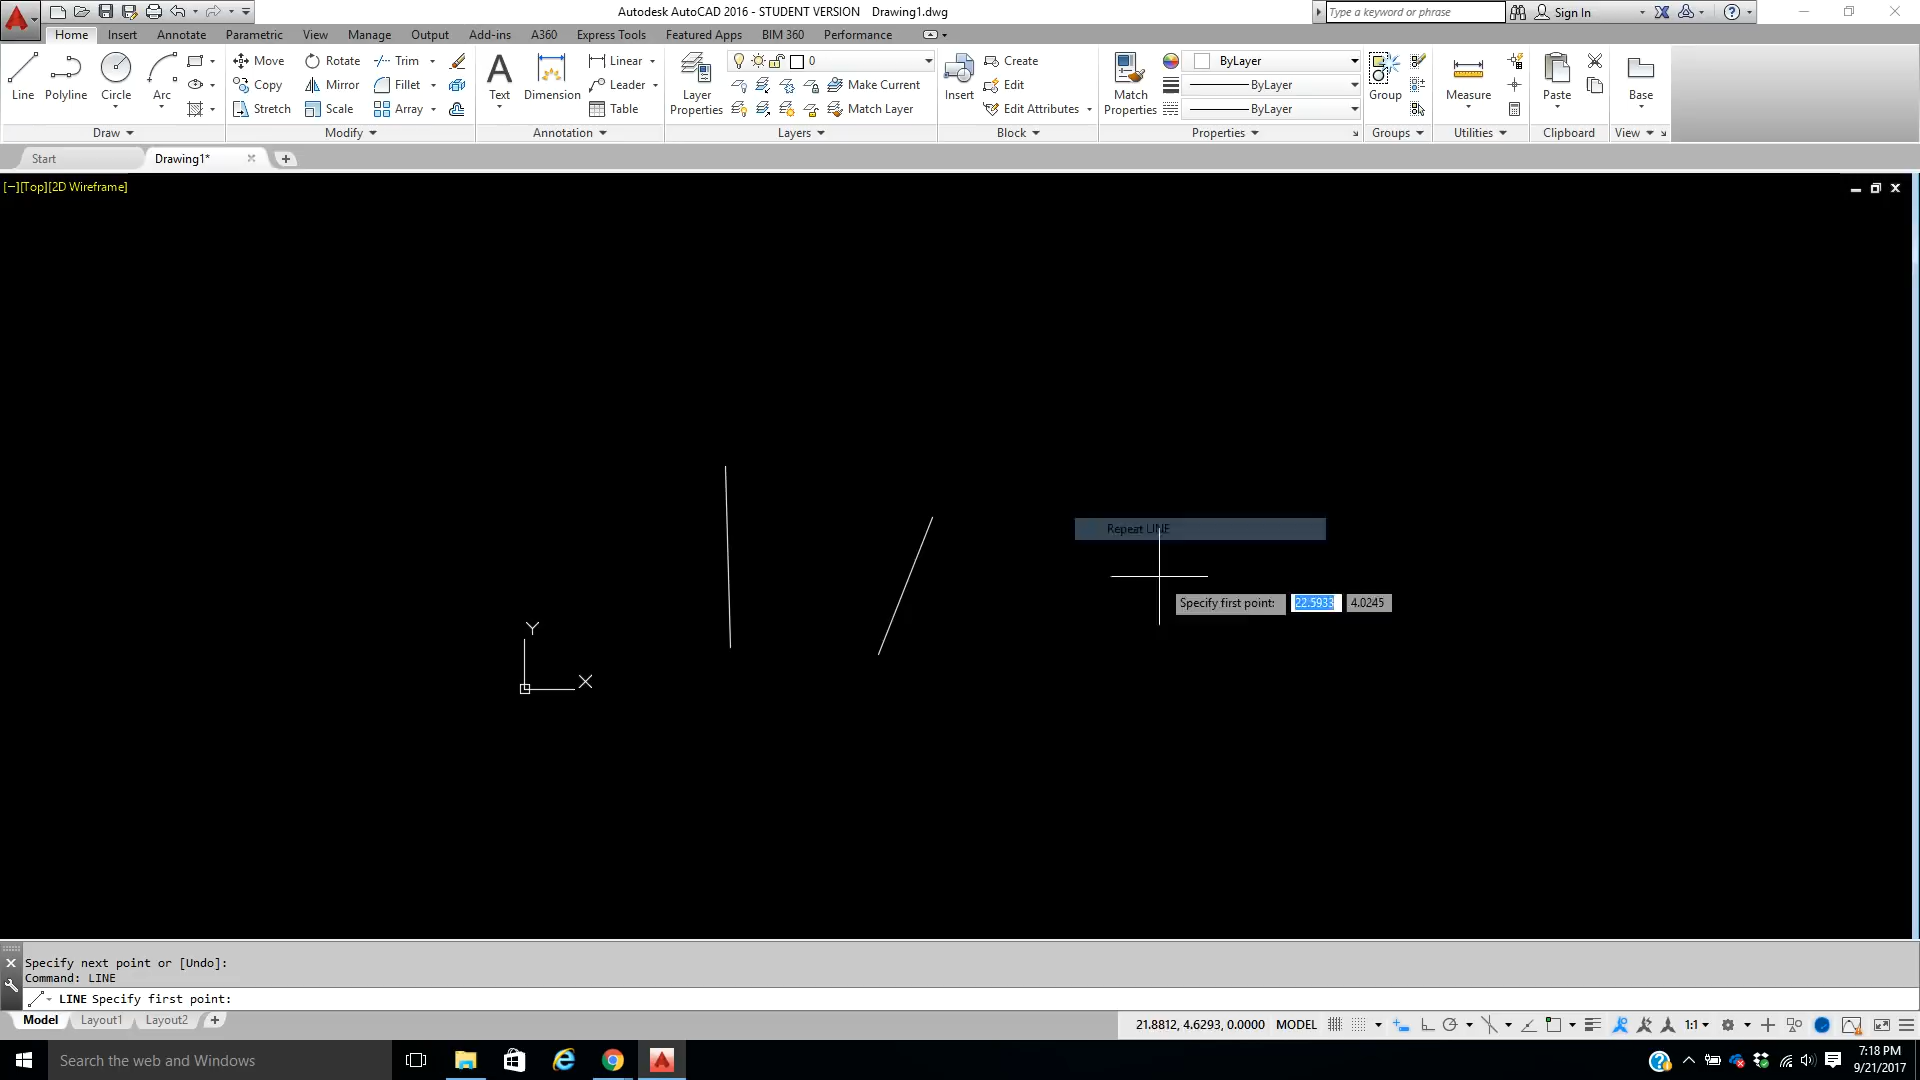 Autodesk AutoCAD 2016 - STUDENT VERSION Drawing1.dwg
Type a keyword or phrase
Sign In
Home Insert Annotate Parametric View Manage Output Add-ins A360 Express Tools Featured Apps BIM 360 Performance
Line Polyline Circle Arc
Move Rotate Trim
Copy Mirror Fillet
Stretch Scale Array
Text Dimension
Linear
Leader
Table
Layer
Properties
0
Make Current
Match Layer
Insert
Create
Edit
Edit Attributes
Match
Properties
ByLayer
ByLayer
ByLayer
Group
Measure
Paste
Base
Draw Modify Annotation Layers Block Properties Groups Utilities Clipboard View
Start Drawing1*
[−][Top][2D Wireframe]
Repeat LINE
Specify first point: 22.5933 4.0245
Y
X
Specify next point or [Undo]:
Command: LINE
LINE Specify first point:
Model Layout1 Layout2
21.8812, 4.6293, 0.0000 MODEL 1:1
Search the web and Windows
7:18 PM
9/21/2017